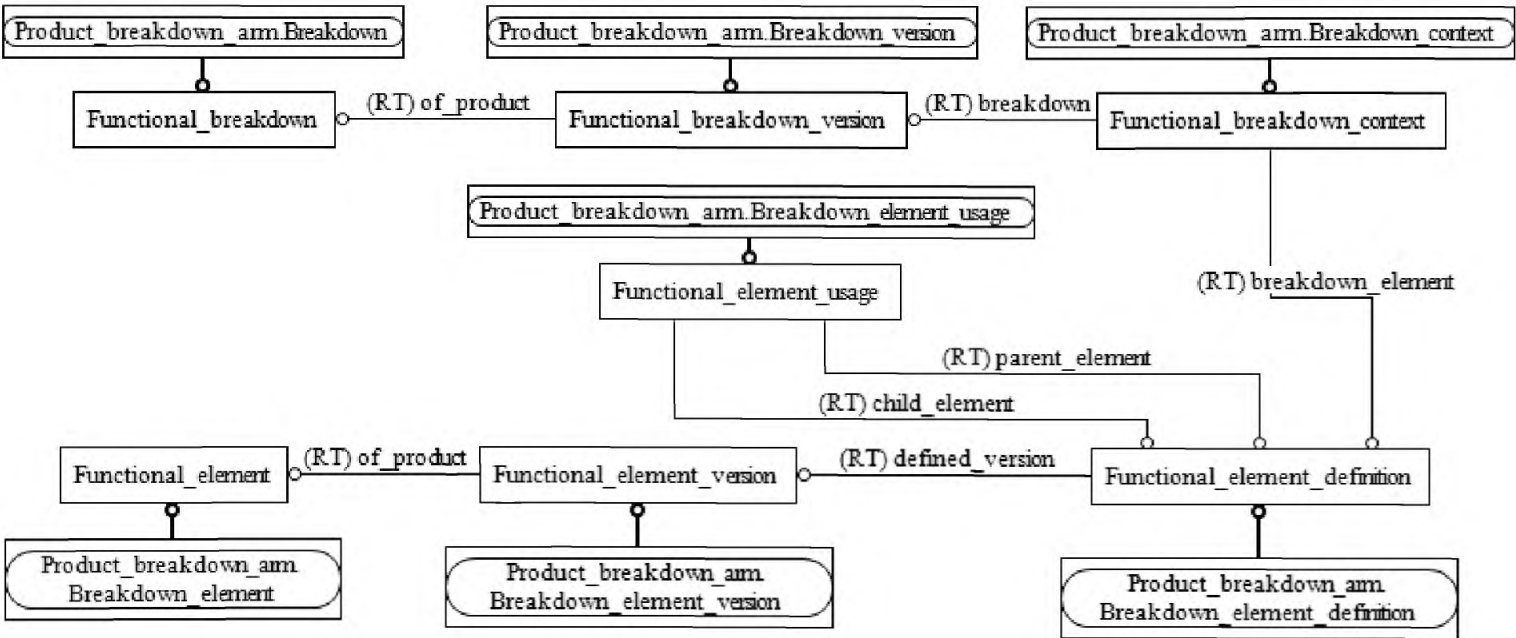 Product_breakdown_arm.Breakdown
Product_breakdown_arm.Breakdown_version
Product_breakdown_arm.Breakdown_context
Functional_breakdown
(RT) of_product
Functional_breakdown_version
(RT) breakdown
Functional_breakdown_context
Product_breakdown_arm.Breakdown_element_usage
Functional_element_usage
(RT) breakdown_element
(RT) parent_element
(RT) child_element
Functional_element
(RT) of_product
Functional_element_version
(RT) defined_version
Functional_element_definition
Product_breakdown_arm.
Breakdown_element
Product_breakdown_arm.
Breakdown_element_version
Product_breakdown_arm.
Breakdown_element_definition